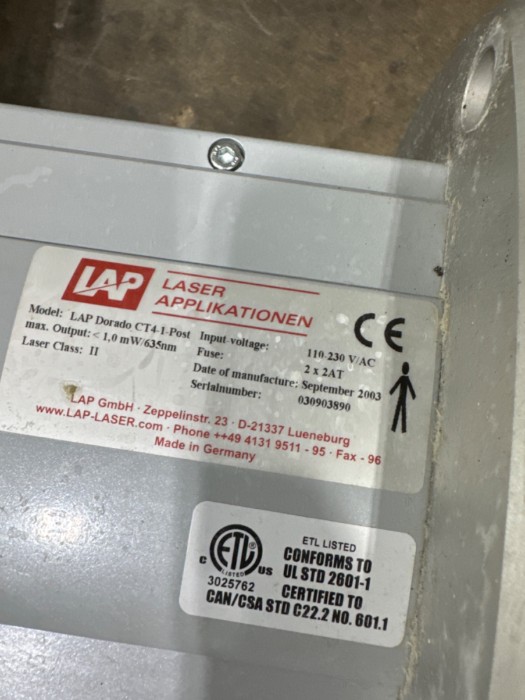 LAP
LASER
APPLIKATIONEN
CE
Model: LAP Dorado CT4-1-Post
max. Output: < 1,0 mW/635nm
Laser Class: II
Input-voltage: 110-230 V/AC
Fuse: 2 x 2AT
Date of manufacture: September 2003
Serialnumber: 030903890
LAP GmbH · Zeppelinstr. 23 · D-21337 Lueneburg
www.LAP-LASER.com · Phone ++49 4131 9511 - 95 · Fax - 96
Made in Germany
ETL
LISTED
C US
3025762
ETL LISTED
CONFORMS TO
UL STD 2601-1
CERTIFIED TO
CAN/CSA STD C22.2 NO. 601.1